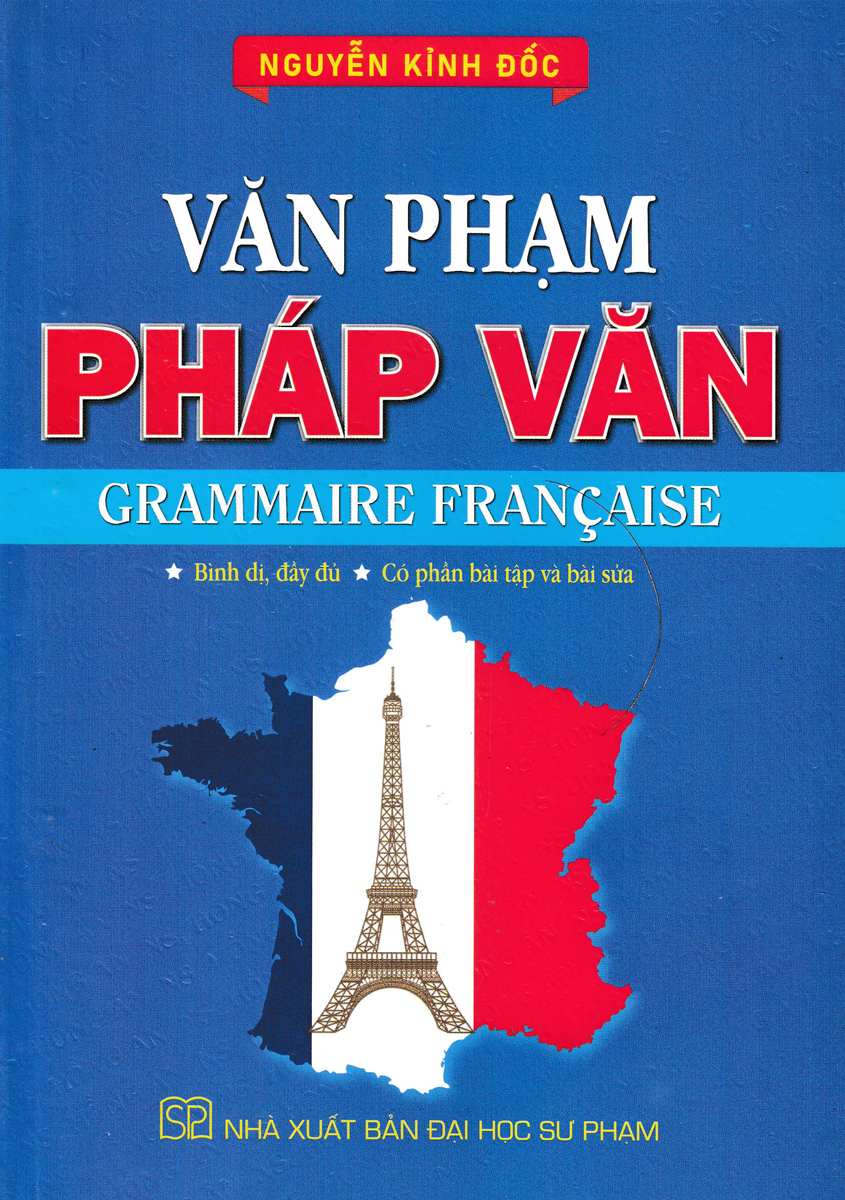 NGUYỄN KỈNH ĐỐC
VĂN PHẠM
PHÁP VĂN
GRAMMAIRE FRANÇAISE
★ Bình dị, đầy đủ ★ Có phần bài tập và bài sửa
SP NHÀ XUẤT BẢN ĐẠI HỌC SƯ PHẠM